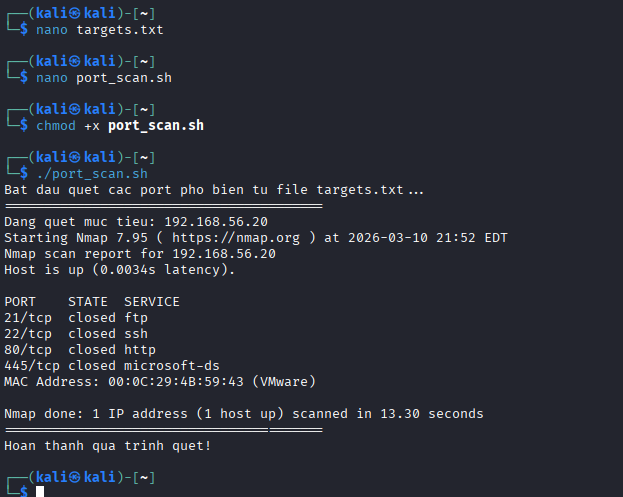 ┌──(kali㉿kali)-[~]
└─$ nano targets.txt
┌──(kali㉿kali)-[~]
└─$ nano port_scan.sh
┌──(kali㉿kali)-[~]
└─$ chmod +x port_scan.sh
┌──(kali㉿kali)-[~]
└─$ ./port_scan.sh
Bat dau quet cac port pho bien tu file targets.txt...
========================================
Dang quet muc tieu: 192.168.56.20
Starting Nmap 7.95 ( https://nmap.org ) at 2026-03-10 21:52 EDT
Nmap scan report for 192.168.56.20
Host is up (0.0034s latency).
PORT    STATE  SERVICE
21/tcp  closed ftp
22/tcp  closed ssh
80/tcp  closed http
445/tcp closed microsoft-ds
MAC Address: 00:0C:29:4B:59:43 (VMware)
Nmap done: 1 IP address (1 host up) scanned in 13.30 seconds
========================================
Hoan thanh qua trinh quet!
┌──(kali㉿kali)-[~]
└─$